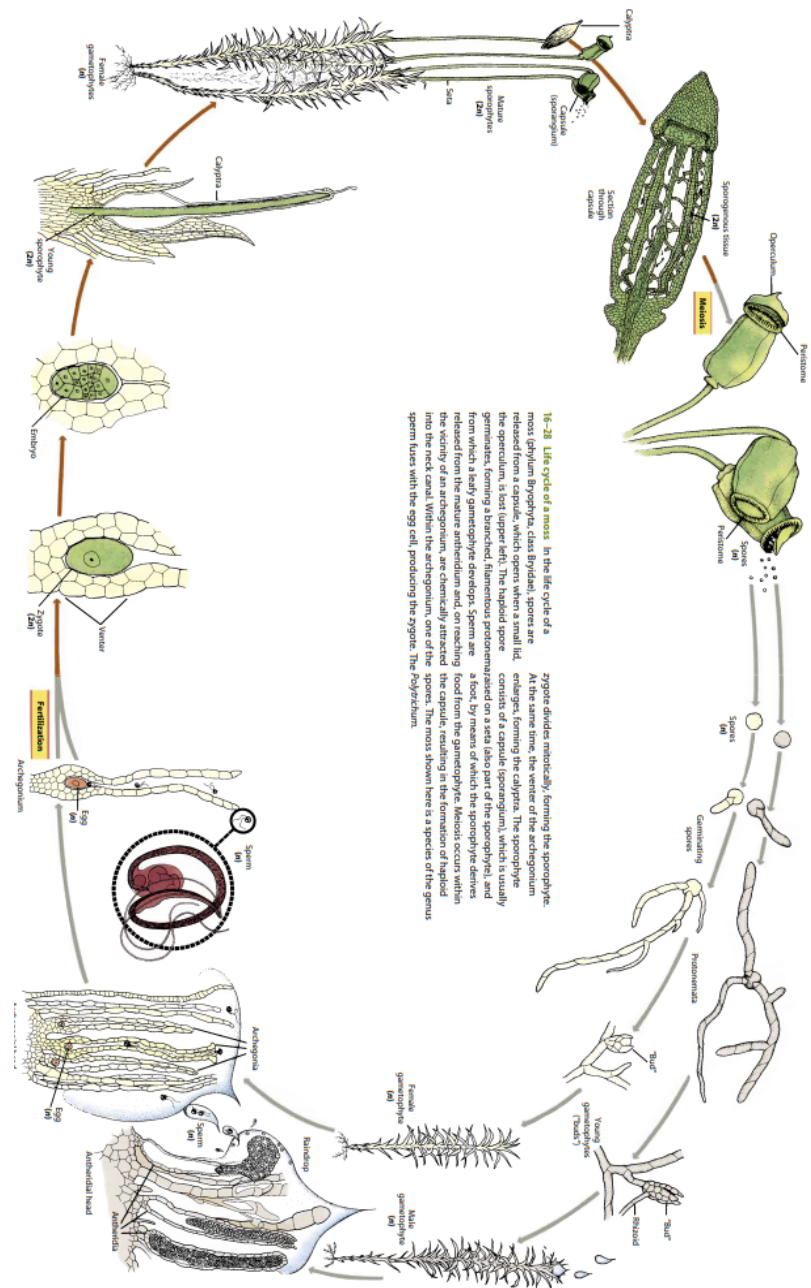 Operculum
Peristome
Peristome
Spores
(n)
Spores
(n)
Germinating
spores
Protonemata
"Bud"
Young
gametophytes
("buds")
"Bud"
Rhizoid
Meiosis
Sporogenous tissue
(2n)
Section through
capsule
Calyptra
Capsule
(sporangium)
Mature
sporophytes
(2n)
Seta
Female
gametophytes
(n)
16–28 Life cycle of a moss In the life cycle of a
moss (phylum Bryophyta, class Bryidae), spores are
released from a capsule, which opens when a small lid,
the operculum, is lost (upper left). The haploid spore
germinates, forming a branched, filamentous protonema,
from which a leafy gametophyte develops. Sperm are
released from the mature antheridium and, on reaching
the vicinity of an archegonium, are chemically attracted
into the neck canal. Within the archegonium, one of the
sperm fuses with the egg cell, producing the zygote. The
zygote divides mitotically, forming the sporophyte.
At the same time, the venter of the archegonium
enlarges, forming the calyptra. The sporophyte
consists of a capsule (sporangium), which is usually
raised on a seta (also part of the sporophyte), and
a foot, by means of which the sporophyte derives
food from the gametophyte. Meiosis occurs within
the capsule, resulting in the formation of haploid
spores. The moss shown here is a species of the genus
Polytrichum.
Female
gametophyte
(n)
Male
gametophyte
(n)
Calyptra
Young
sporophyte
(2n)
Embryo
Venter
Zygote
(2n)
Fertilization
Egg
(n)
Archegonium
Sperm
(n)
Archegonia
Egg
(n)
Sperm
(n)
Raindrop
Antheridial head
Antheridia